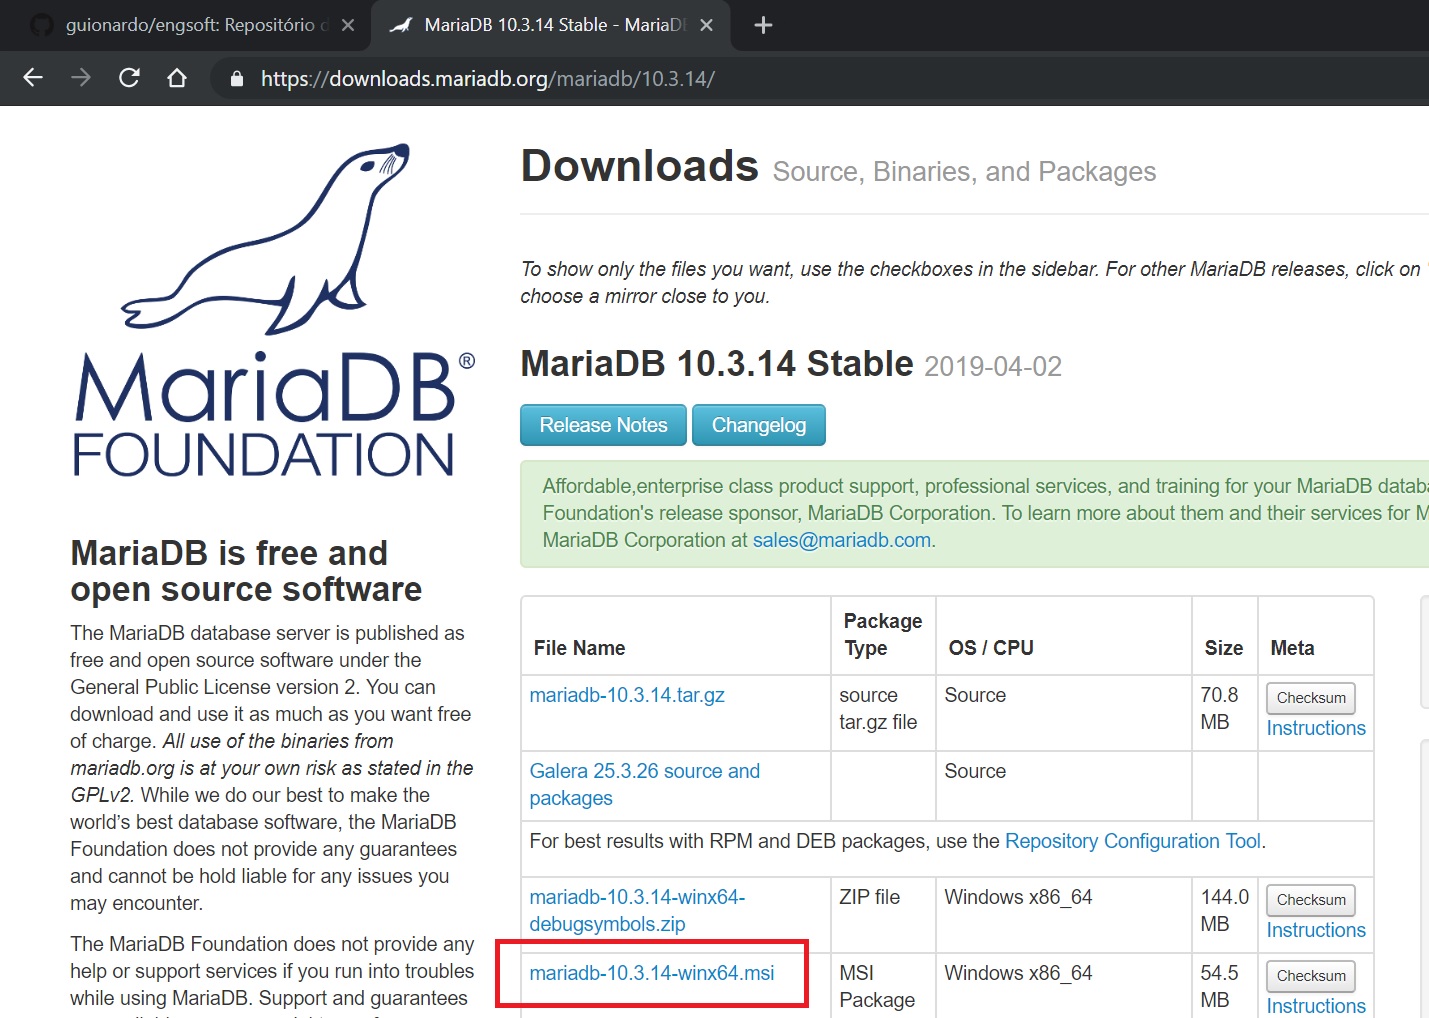 guionardo/engsoft: Repositório d
MariaDB 10.3.14 Stable - MariaDB
https://downloads.mariadb.org/mariadb/10.3.14/
MariaDB®
FOUNDATION
MariaDB is free and
open source software
The MariaDB database server is published as
free and open source software under the
General Public License version 2. You can
download and use it as much as you want free
of charge. All use of the binaries from
mariadb.org is at your own risk as stated in the
GPLv2. While we do our best to make the
world’s best database software, the MariaDB
Foundation does not provide any guarantees
and cannot be hold liable for any issues you
may encounter.
The MariaDB Foundation does not provide any
help or support services if you run into troubles
while using MariaDB. Support and guarantees
Downloads Source, Binaries, and Packages
To show only the files you want, use the checkboxes in the sidebar. For other MariaDB releases, click on
choose a mirror close to you.
MariaDB 10.3.14 Stable 2019-04-02
Release Notes Changelog
Affordable,enterprise class product support, professional services, and training for your MariaDB databa
Foundation's release sponsor, MariaDB Corporation. To learn more about them and their services for M
MariaDB Corporation at sales@mariadb.com.
File Name Package Type OS / CPU Size Meta
mariadb-10.3.14.tar.gz source tar.gz file Source 70.8 MB Checksum Instructions
Galera 25.3.26 source and packages Source
For best results with RPM and DEB packages, use the Repository Configuration Tool.
mariadb-10.3.14-winx64-debugsymbols.zip ZIP file Windows x86_64 144.0 MB Checksum Instructions
mariadb-10.3.14-winx64.msi MSI Package Windows x86_64 54.5 MB Checksum Instructions